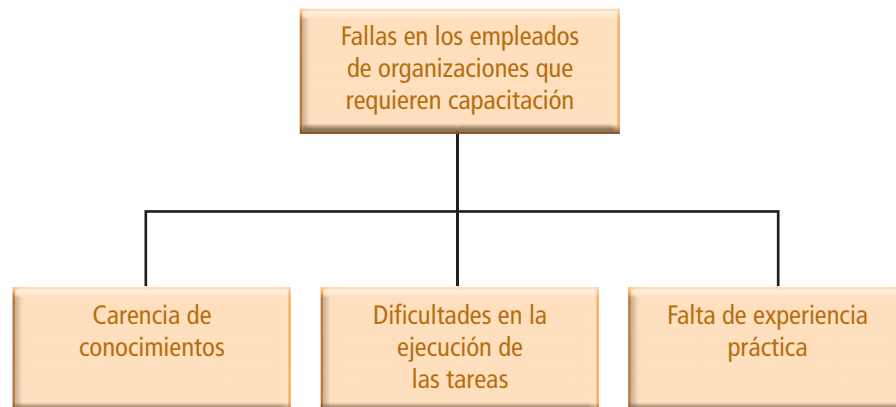 Fallas en los empleados
de organizaciones que
requieren capacitación
Carencia de
conocimientos
Dificultades en la
ejecución de
las tareas
Falta de experiencia
práctica